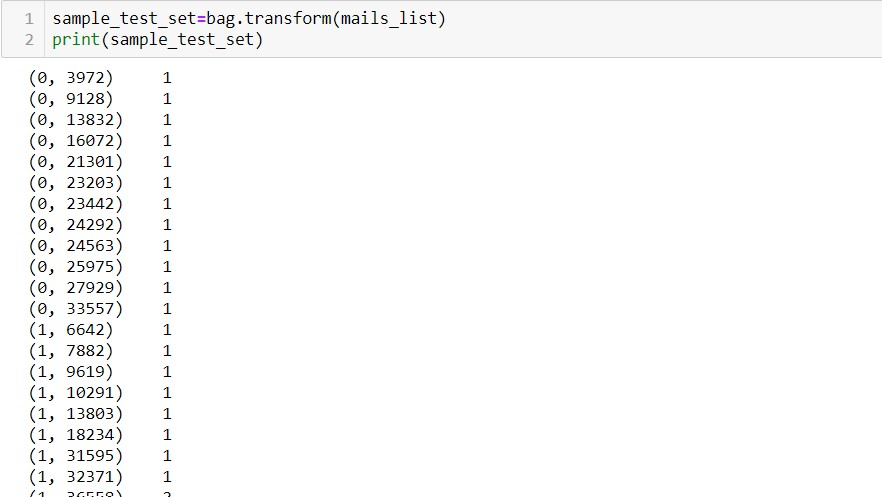 1 sample_test_set=bag.transform(mails_list)
2 print(sample_test_set)
(0, 3972) 1
(0, 9128) 1
(0, 13832) 1
(0, 16072) 1
(0, 21301) 1
(0, 23203) 1
(0, 23442) 1
(0, 24292) 1
(0, 24563) 1
(0, 25975) 1
(0, 27929) 1
(0, 33557) 1
(1, 6642) 1
(1, 7882) 1
(1, 9619) 1
(1, 10291) 1
(1, 13803) 1
(1, 18234) 1
(1, 31595) 1
(1, 32371) 1